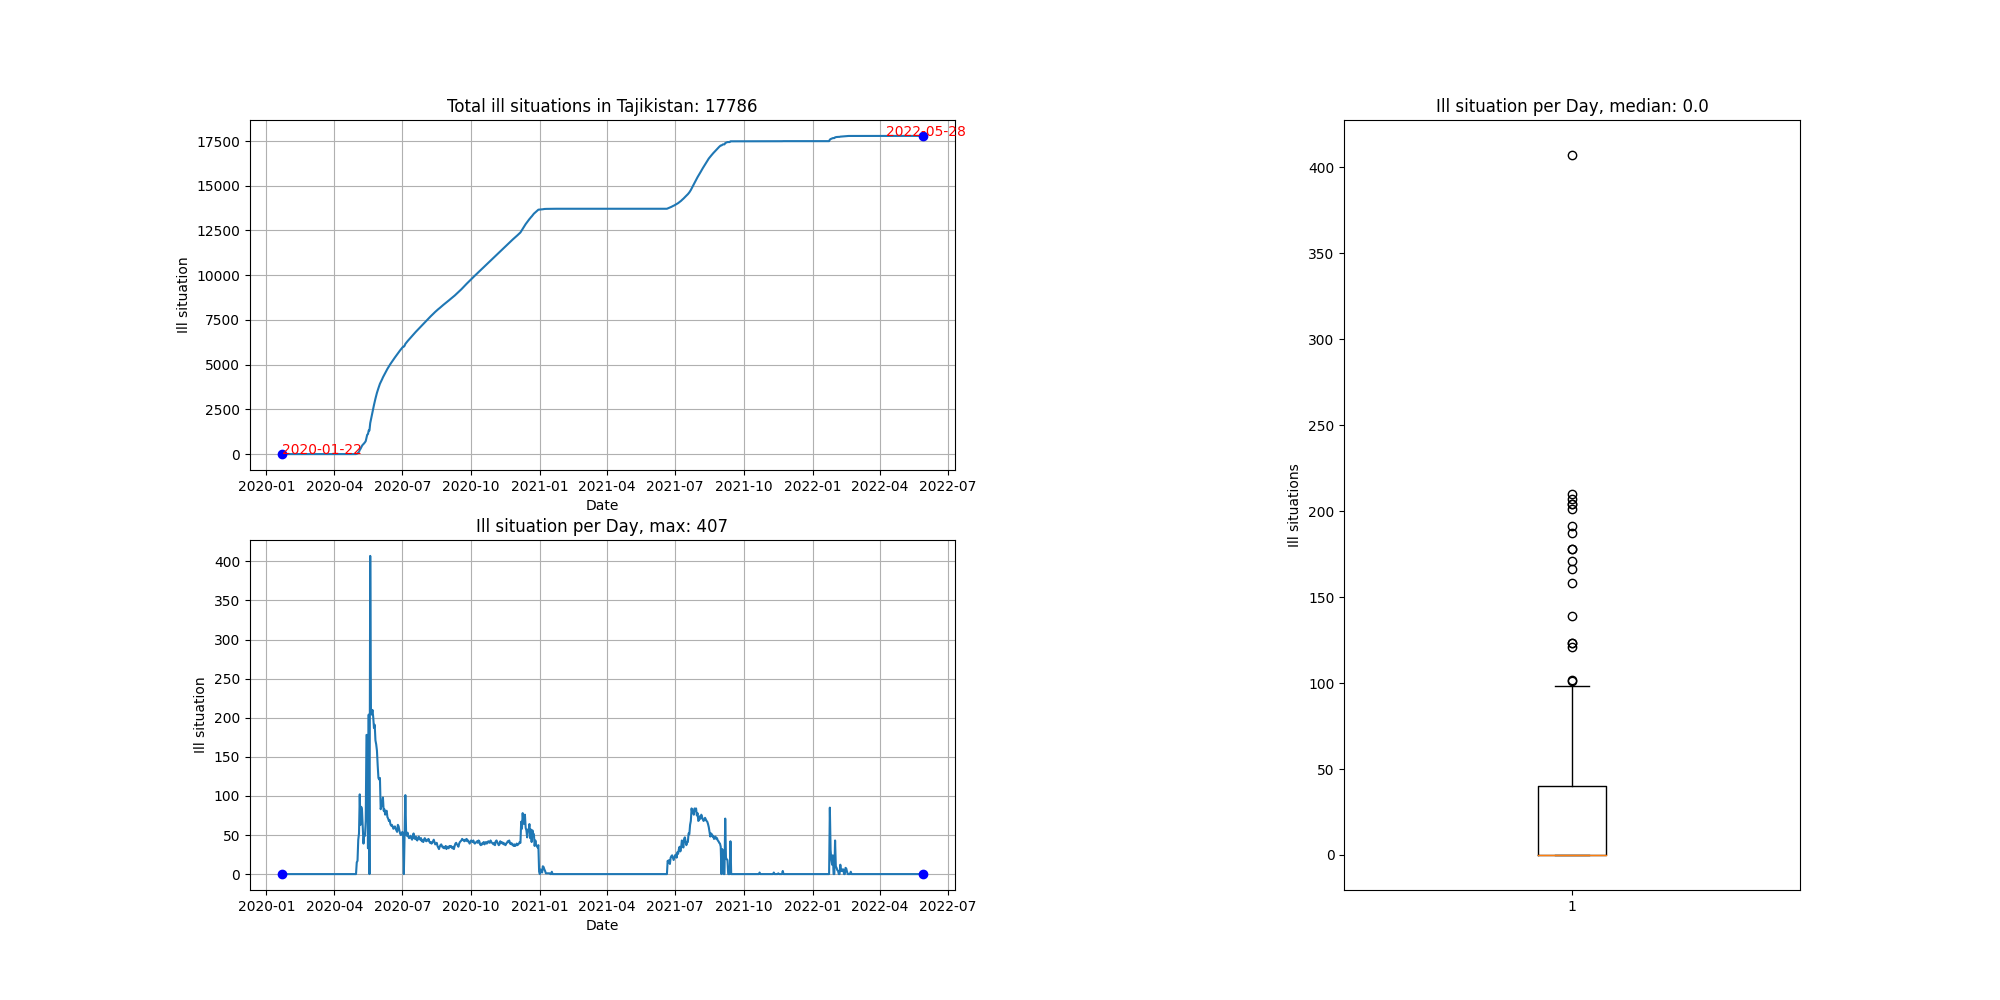 Total ill situations in Tajikistan: 17786
Ill situation
17500
15000
12500
10000
7500
5000
2500
0
2020-01-22
2022-05-28
2020-01 2020-04 2020-07 2020-10 2021-01 2021-04 2021-07 2021-10 2022-01 2022-04 2022-07
Date
Ill situation per Day, max: 407
Ill situation
400
350
300
250
200
150
100
50
0
2020-01 2020-04 2020-07 2020-10 2021-01 2021-04 2021-07 2021-10 2022-01 2022-04 2022-07
Date
Ill situation per Day, median: 0.0
Ill situations
400
350
300
250
200
150
100
50
0
1